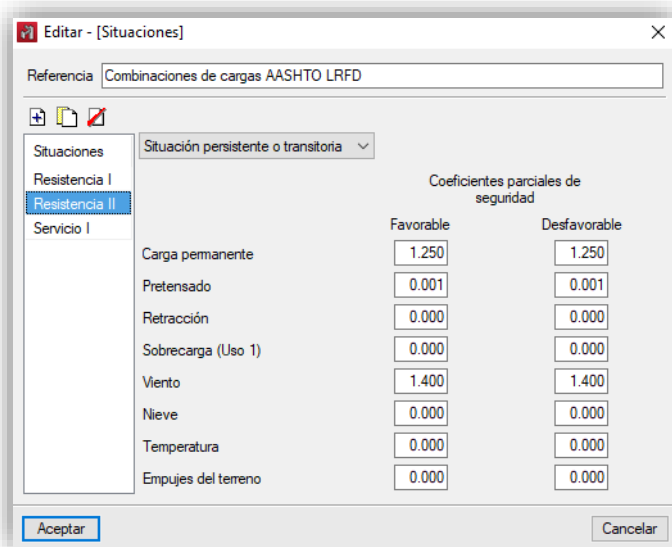 Editar - [Situaciones]
Referencia Combinaciones de cargas AASHTO LRFD
Situaciones
Resistencia I
Resistencia II
Servicio I
Situación persistente o transitoria
Coeficientes parciales de
seguridad
Favorable Desfavorable
Carga permanente 1.250 1.250
Pretensado 0.001 0.001
Retracción 0.000 0.000
Sobrecarga (Uso 1) 0.000 0.000
Viento 1.400 1.400
Nieve 0.000 0.000
Temperatura 0.000 0.000
Empujes del terreno 0.000 0.000
Aceptar Cancelar